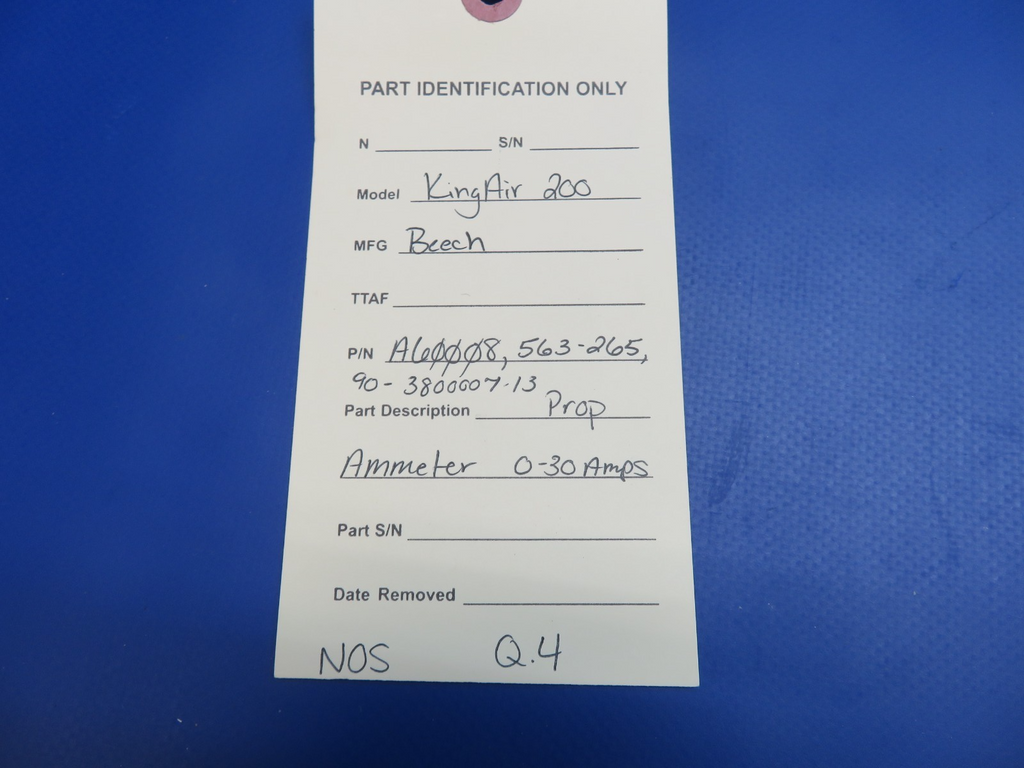 PART IDENTIFICATION ONLY
N S/N
Model KingAir 200
MFG Beech
TTAF
P/N A60008, 563-265,
90-3800007-13
Part Description Prop
Ammeter 0-30 Amps
Part S/N
Date Removed
NOS Q.4